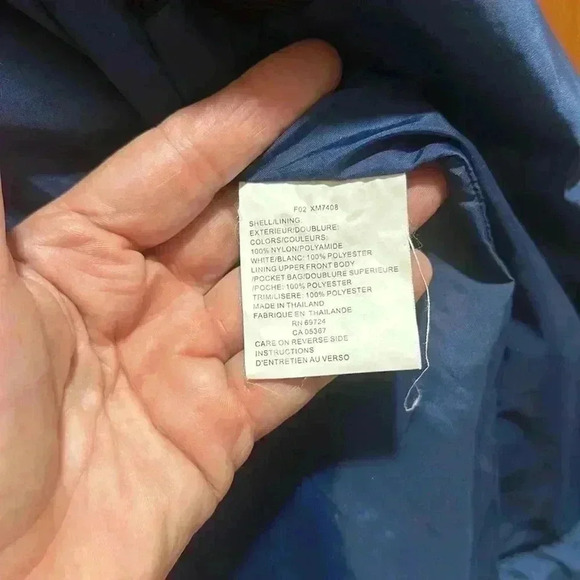 F02 XM7408
SHELL/LINING
EXTERIEUR/DOUBLURE
COLORS/COULEURS:
100% NYLON/POLYAMIDE
WHITE/BLANC: 100% POLYESTER
LINING UPPER FRONT BODY
/POCKET BAG/DOUBLURE SUPERIEURE
/POCHE: 100% POLYESTER
TRIM/LISERE: 100% POLYESTER
MADE IN THAILAND
FABRIQUE EN THAILANDE
RN 69724
CA 05367
CARE ON REVERSE SIDE
INSTRUCTIONS
D'ENTRETIEN AU VERSO